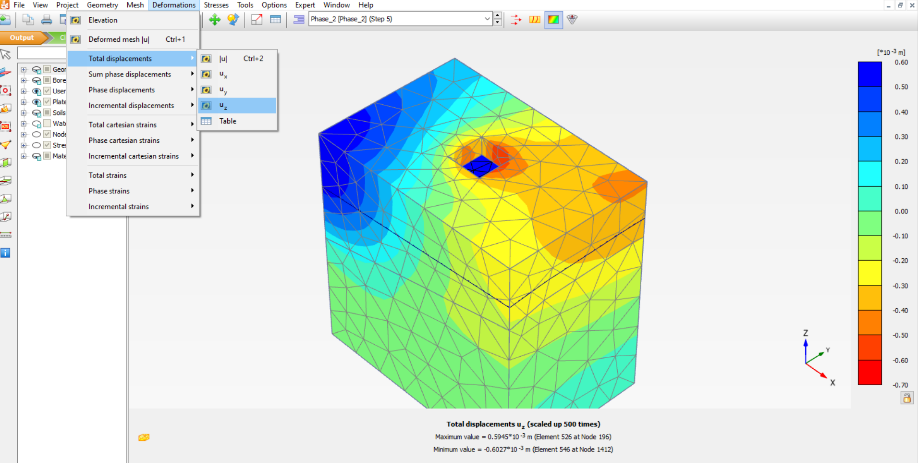 File View Project Geometry Mesh Deformations Stresses Tools Options Expert Window Help
Phase_2 [Phase_2] (Step 5)
Output
Elevation
Deformed mesh |u| Ctrl+1
Total displacements
Sum phase displacements
Phase displacements
Incremental displacements
Total cartesian strains
Phase cartesian strains
Incremental cartesian strains
Total strains
Phase strains
Incremental strains
|u| Ctrl+2
ux
uy
uz
Table
Geo
Bore
User
Plate
Soils
Wate
Node
Stre
Mate
[*10⁻³ m]
0.60
0.50
0.40
0.30
0.20
0.10
0.00
-0.10
-0.20
-0.30
-0.40
-0.50
-0.60
-0.70
Z
Y
X
Total displacements uz (scaled up 500 times)
Maximum value = 0.5945*10⁻³ m (Element 526 at Node 196)
Minimum value = -0.6027*10⁻³ m (Element 546 at Node 1412)